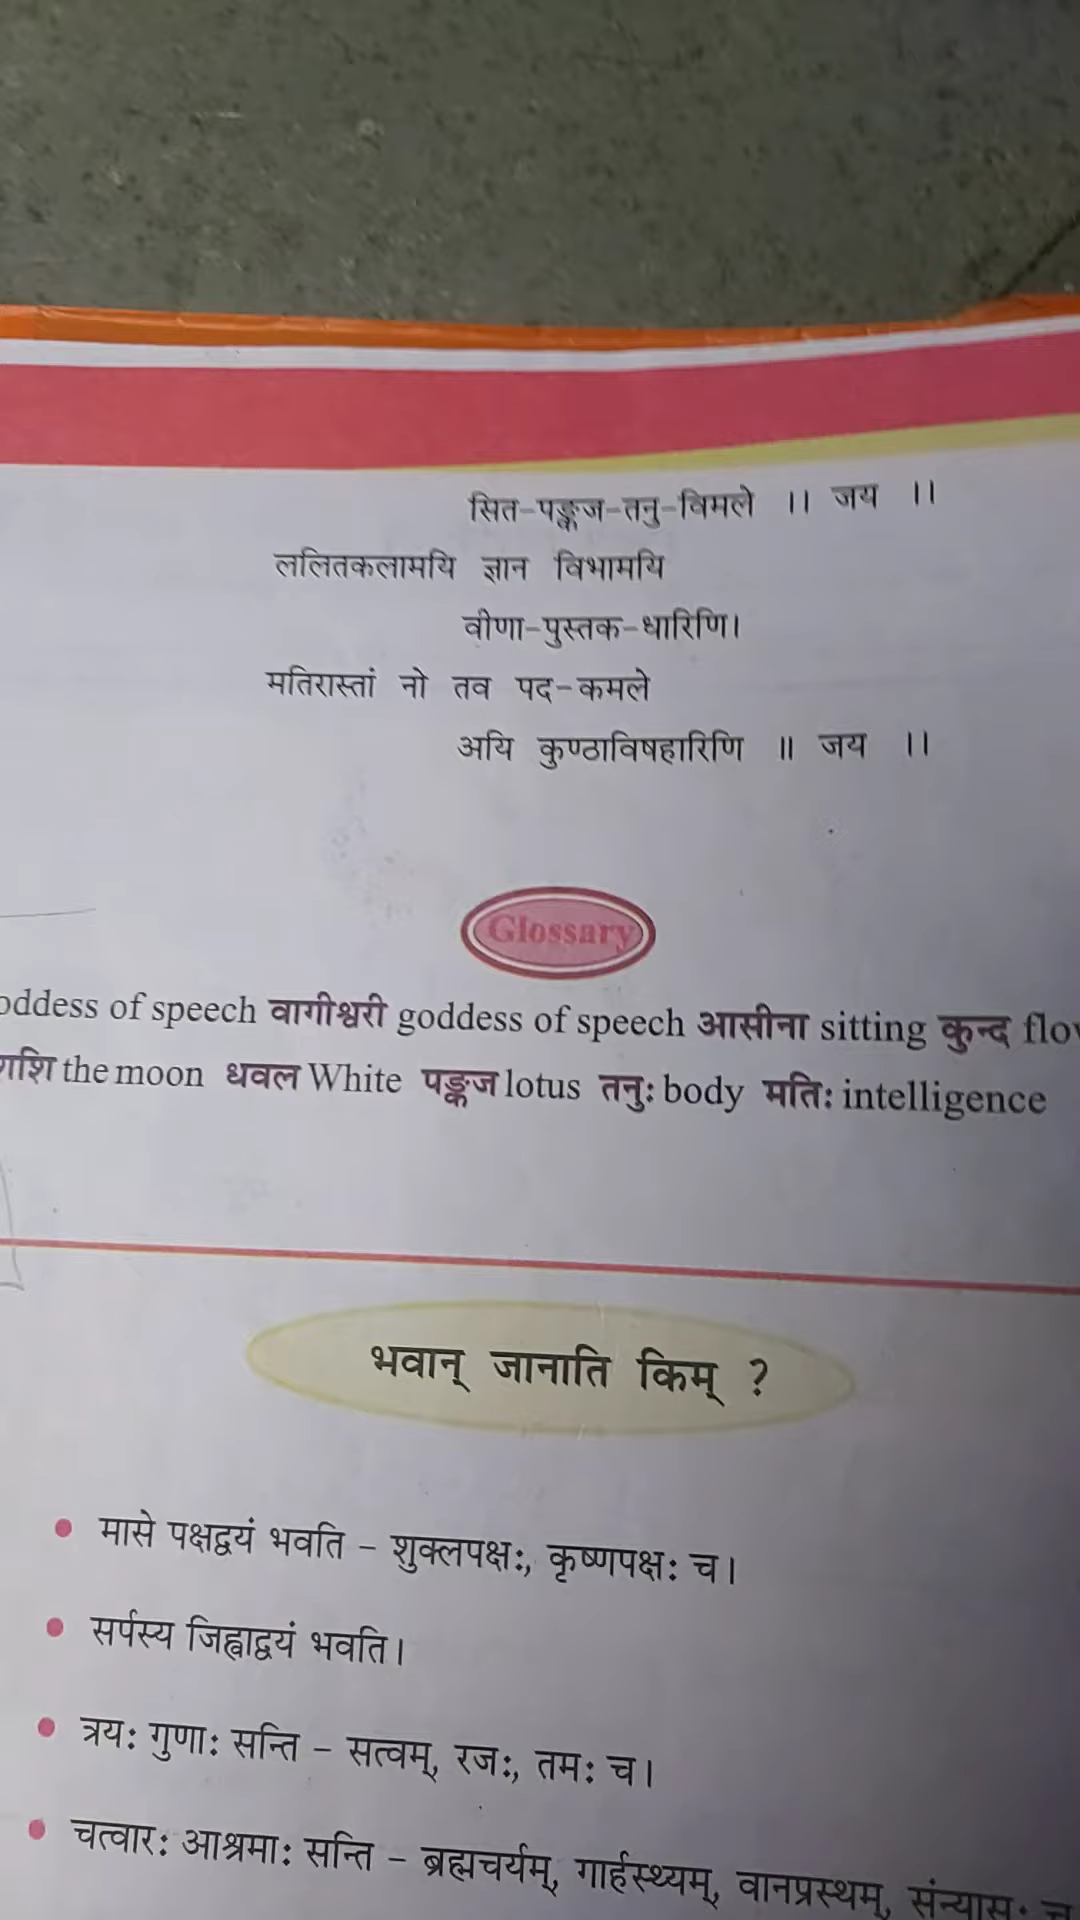 सित-पङ्कज-तनु-विमले ।। जय ।।
ललितकलामयि ज्ञान विभामयि
वीणा-पुस्तक-धारिणि।
मतिरास्तां नो तव पद-कमले
अयि कुण्ठाविषहारिणि ॥ जय ।।
Glossary
oddess of speech वागीश्वरी goddess of speech आसीना sitting कुन्द flow
शशि the moon धवल White पङ्कज lotus तनुः body मतिः intelligence
भवान् जानाति किम् ?
• मासे पक्षद्वयं भवति - शुक्लपक्षः, कृष्णपक्षः च।
• सर्पस्य जिह्वाद्वयं भवति।
• त्रयः गुणाः सन्ति - सत्वम्, रजः, तमः च।
• चत्वारः आश्रमाः सन्ति - ब्रह्मचर्यम्, गार्हस्थ्यम्, वानप्रस्थम्, संन्यासः च